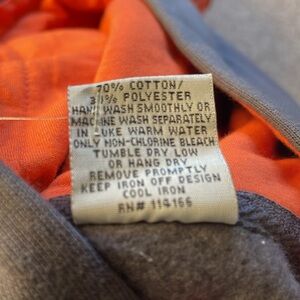 70% COTTON/
30% POLYESTER
HAND WASH SMOOTHLY OR
MACHINE WASH SEPARATELY
IN LUKE WARM WATER
ONLY NON-CHLORINE BLEACH
TUMBLE DRY LOW
OR HANG DRY
REMOVE PROMPTLY
KEEP IRON OFF DESIGN
COOL IRON
RN# 114166